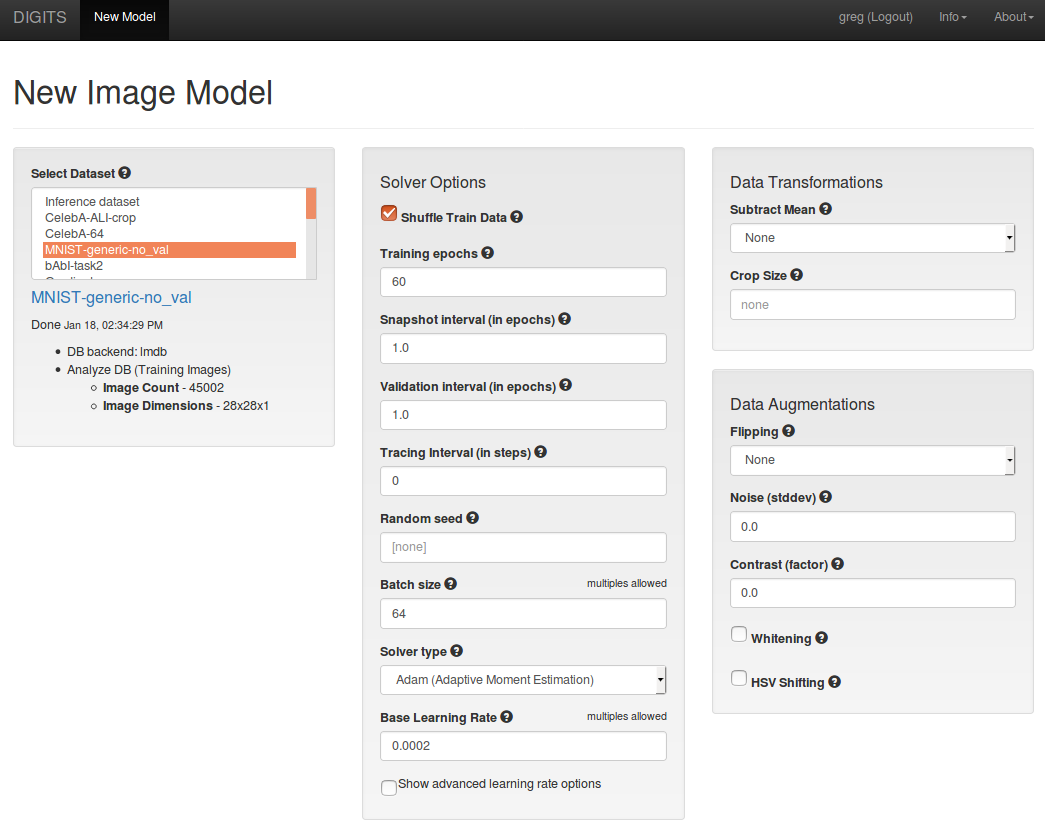 DIGITS New Model greg (Logout) Info About
New Image Model
Select Dataset
Inference dataset
CelebA-ALI-crop
CelebA-64
MNIST-generic-no_val
bAbI-task2
MNIST-generic-no_val
Done Jan 18, 02:34:29 PM
DB backend: lmdb
Analyze DB (Training Images)
Image Count - 45002
Image Dimensions - 28x28x1
Solver Options
Shuffle Train Data
Training epochs
60
Snapshot interval (in epochs)
1.0
Validation interval (in epochs)
1.0
Tracing Interval (in steps)
0
Random seed
[none]
Batch size multiples allowed
64
Solver type
Adam (Adaptive Moment Estimation)
Base Learning Rate multiples allowed
0.0002
Show advanced learning rate options
Data Transformations
Subtract Mean
None
Crop Size
none
Data Augmentations
Flipping
None
Noise (stddev)
0.0
Contrast (factor)
0.0
Whitening
HSV Shifting